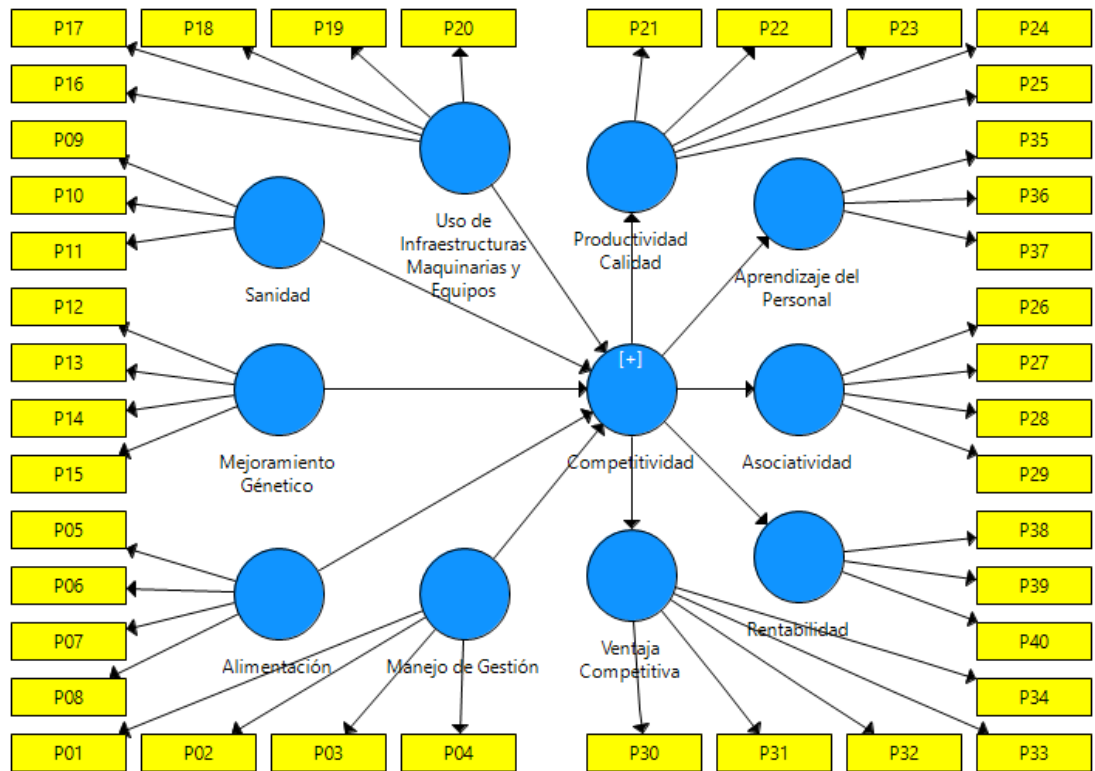 P17
P18
P19
P20
P21
P22
P23
P24
P16
P25
P09
P35
P10
P36
P11
P37
Uso de
Infraestructuras
Maquinarias y
Equipos
Productividad
Calidad
Aprendizaje del
Personal
Sanidad
P12
P26
P13
[+]
P27
P14
P28
P15
P29
Mejoramiento
Génetico
Competitividad
Asociatividad
P05
P38
P06
P39
P07
P40
Alimentación
Manejo de Gestión
Ventaja
Competitiva
Rentabilidad
P08
P34
P01
P02
P03
P04
P30
P31
P32
P33